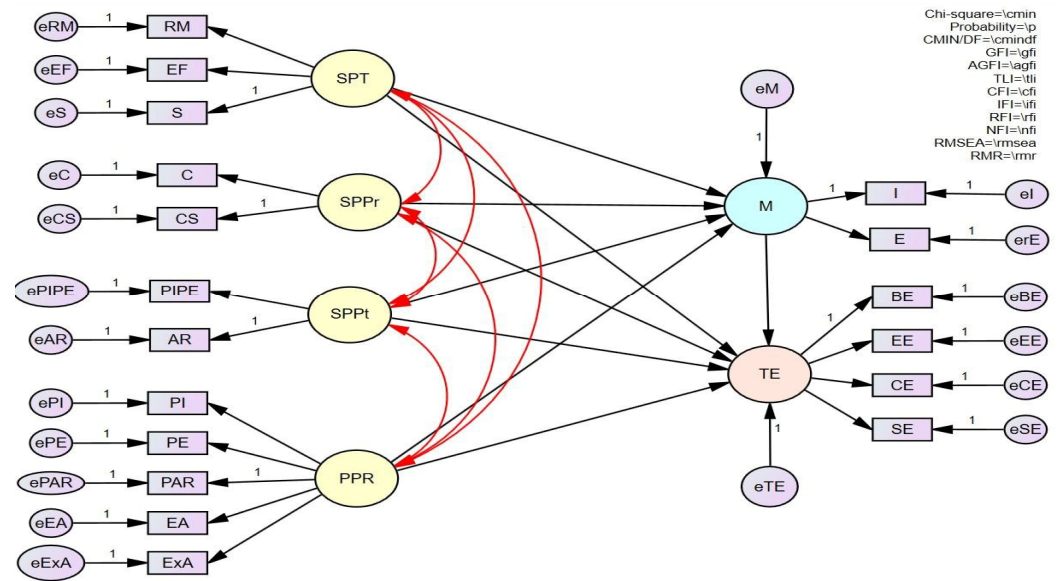 Chi-square=\cmin
Probability=\p
CMIN/DF=\cmindf
GFI=\gfi
AGFI=\agfi
TLI=\tli
CFI=\cfi
IFI=\ifi
RFI=\rfi
NFI=\nfi
RMSEA=\rmsea
RMR=\rmr
eRM 1 RM
eEF 1 EF
eS 1 S 1
SPT
eC 1 C
eCS 1 CS 1
SPPr
ePIPE 1 PIPE
eAR 1 AR 1
SPPt
ePI 1 PI
ePE 1 PE
ePAR 1 PAR 1
eEA 1 EA
eExA 1 ExA
PPR
eM
1
M
1 I 1 eI
E 1 erE
TE
1 BE 1 eBE
EE 1 eEE
CE 1 eCE
SE 1 eSE
1
eTE